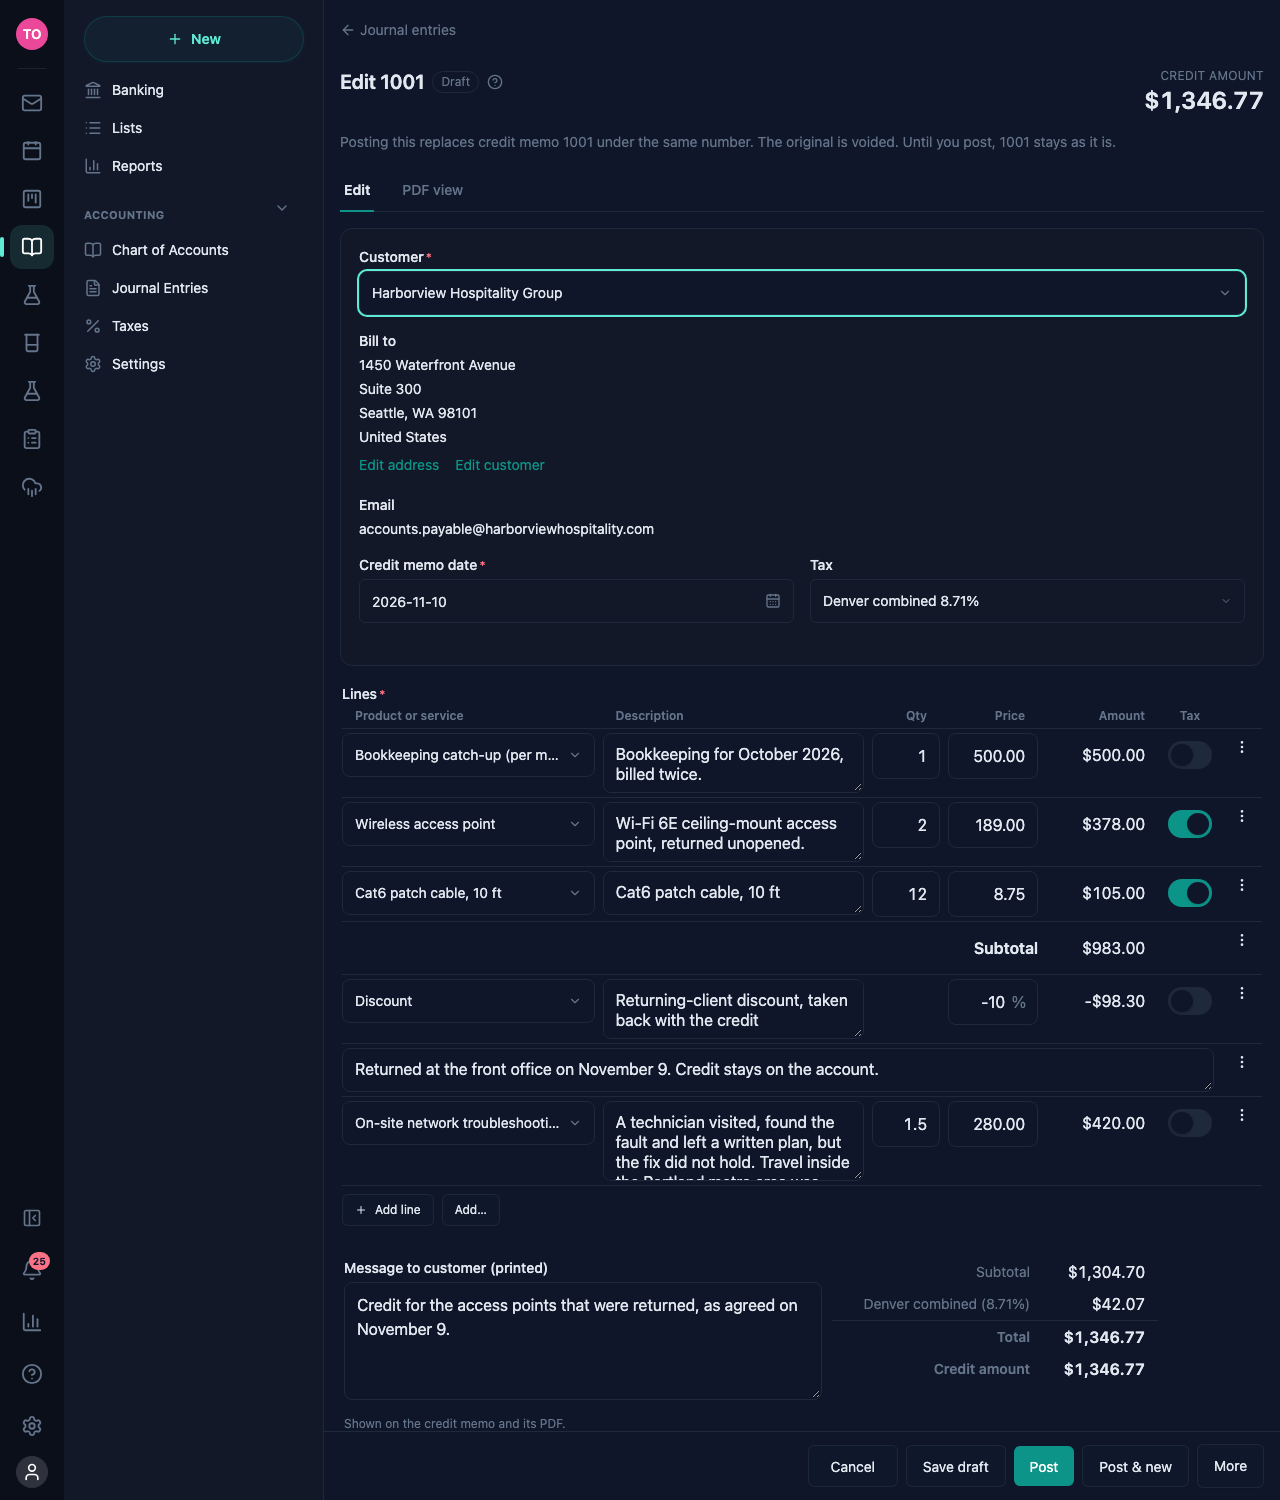 TO
New
Banking
Lists
Reports
ACCOUNTING
Chart of Accounts
Journal Entries
Taxes
Settings
25
Journal entries
Edit 1001
Draft
CREDIT AMOUNT
$1,346.77
Posting this replaces credit memo 1001 under the same number. The original is voided. Until you post, 1001 stays as it is.
Edit
PDF view
Customer*
Harborview Hospitality Group
Bill to
1450 Waterfront Avenue
Suite 300
Seattle, WA 98101
United States
Edit address
Edit customer
Email
accounts.payable@harborviewhospitality.com
Credit memo date*
2026-11-10
Tax
Denver combined 8.71%
Lines*
Product or service Description Qty Price Amount Tax
Bookkeeping catch-up (per m...
Bookkeeping for October 2026,
billed twice.
1
500.00
$500.00
Wireless access point
Wi-Fi 6E ceiling-mount access
point, returned unopened.
2
189.00
$378.00
Cat6 patch cable, 10 ft
Cat6 patch cable, 10 ft
12
8.75
$105.00
Subtotal $983.00
Discount
Returning-client discount, taken
back with the credit
-10 %
-$98.30
Returned at the front office on November 9. Credit stays on the account.
On-site network troubleshooti...
A technician visited, found the
fault and left a written plan, but
the fix did not hold. Travel inside
the Portland metro area was
1.5
280.00
$420.00
Add line
Add...
Message to customer (printed)
Credit for the access points that were returned, as agreed on
November 9.
Shown on the credit memo and its PDF.
Subtotal $1,304.70
Denver combined (8.71%) $42.07
Total $1,346.77
Credit amount $1,346.77
Cancel
Save draft
Post
Post & new
More